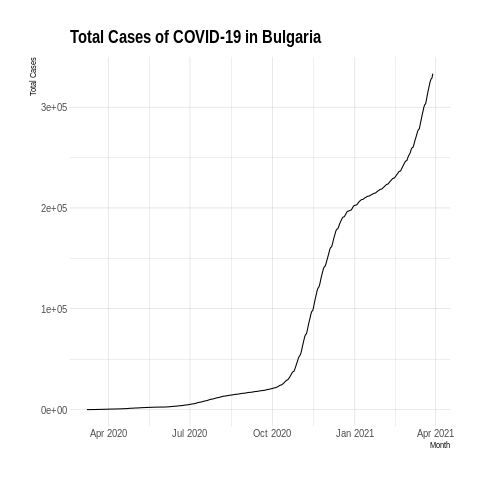 Total Cases of COVID-19 in Bulgaria
Total Cases
3e+05
2e+05
1e+05
0e+00
Apr 2020 Jul 2020 Oct 2020 Jan 2021 Apr 2021
Month